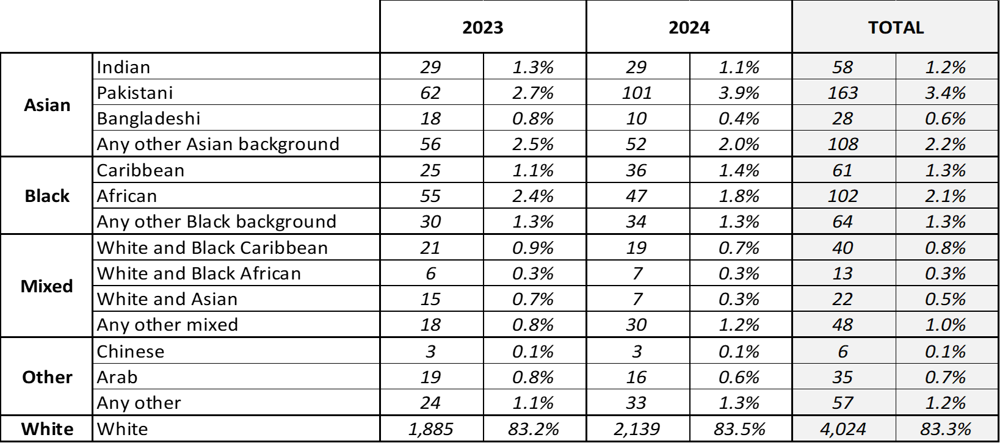 2023 2024 TOTAL
Asian Indian 29 1.3% 29 1.1% 58 1.2%
Pakistani 62 2.7% 101 3.9% 163 3.4%
Bangladeshi 18 0.8% 10 0.4% 28 0.6%
Any other Asian background 56 2.5% 52 2.0% 108 2.2%
Black Caribbean 25 1.1% 36 1.4% 61 1.3%
African 55 2.4% 47 1.8% 102 2.1%
Any other Black background 30 1.3% 34 1.3% 64 1.3%
Mixed White and Black Caribbean 21 0.9% 19 0.7% 40 0.8%
White and Black African 6 0.3% 7 0.3% 13 0.3%
White and Asian 15 0.7% 7 0.3% 22 0.5%
Any other mixed 18 0.8% 30 1.2% 48 1.0%
Other Chinese 3 0.1% 3 0.1% 6 0.1%
Arab 19 0.8% 16 0.6% 35 0.7%
Any other 24 1.1% 33 1.3% 57 1.2%
White White 1,885 83.2% 2,139 83.5% 4,024 83.3%